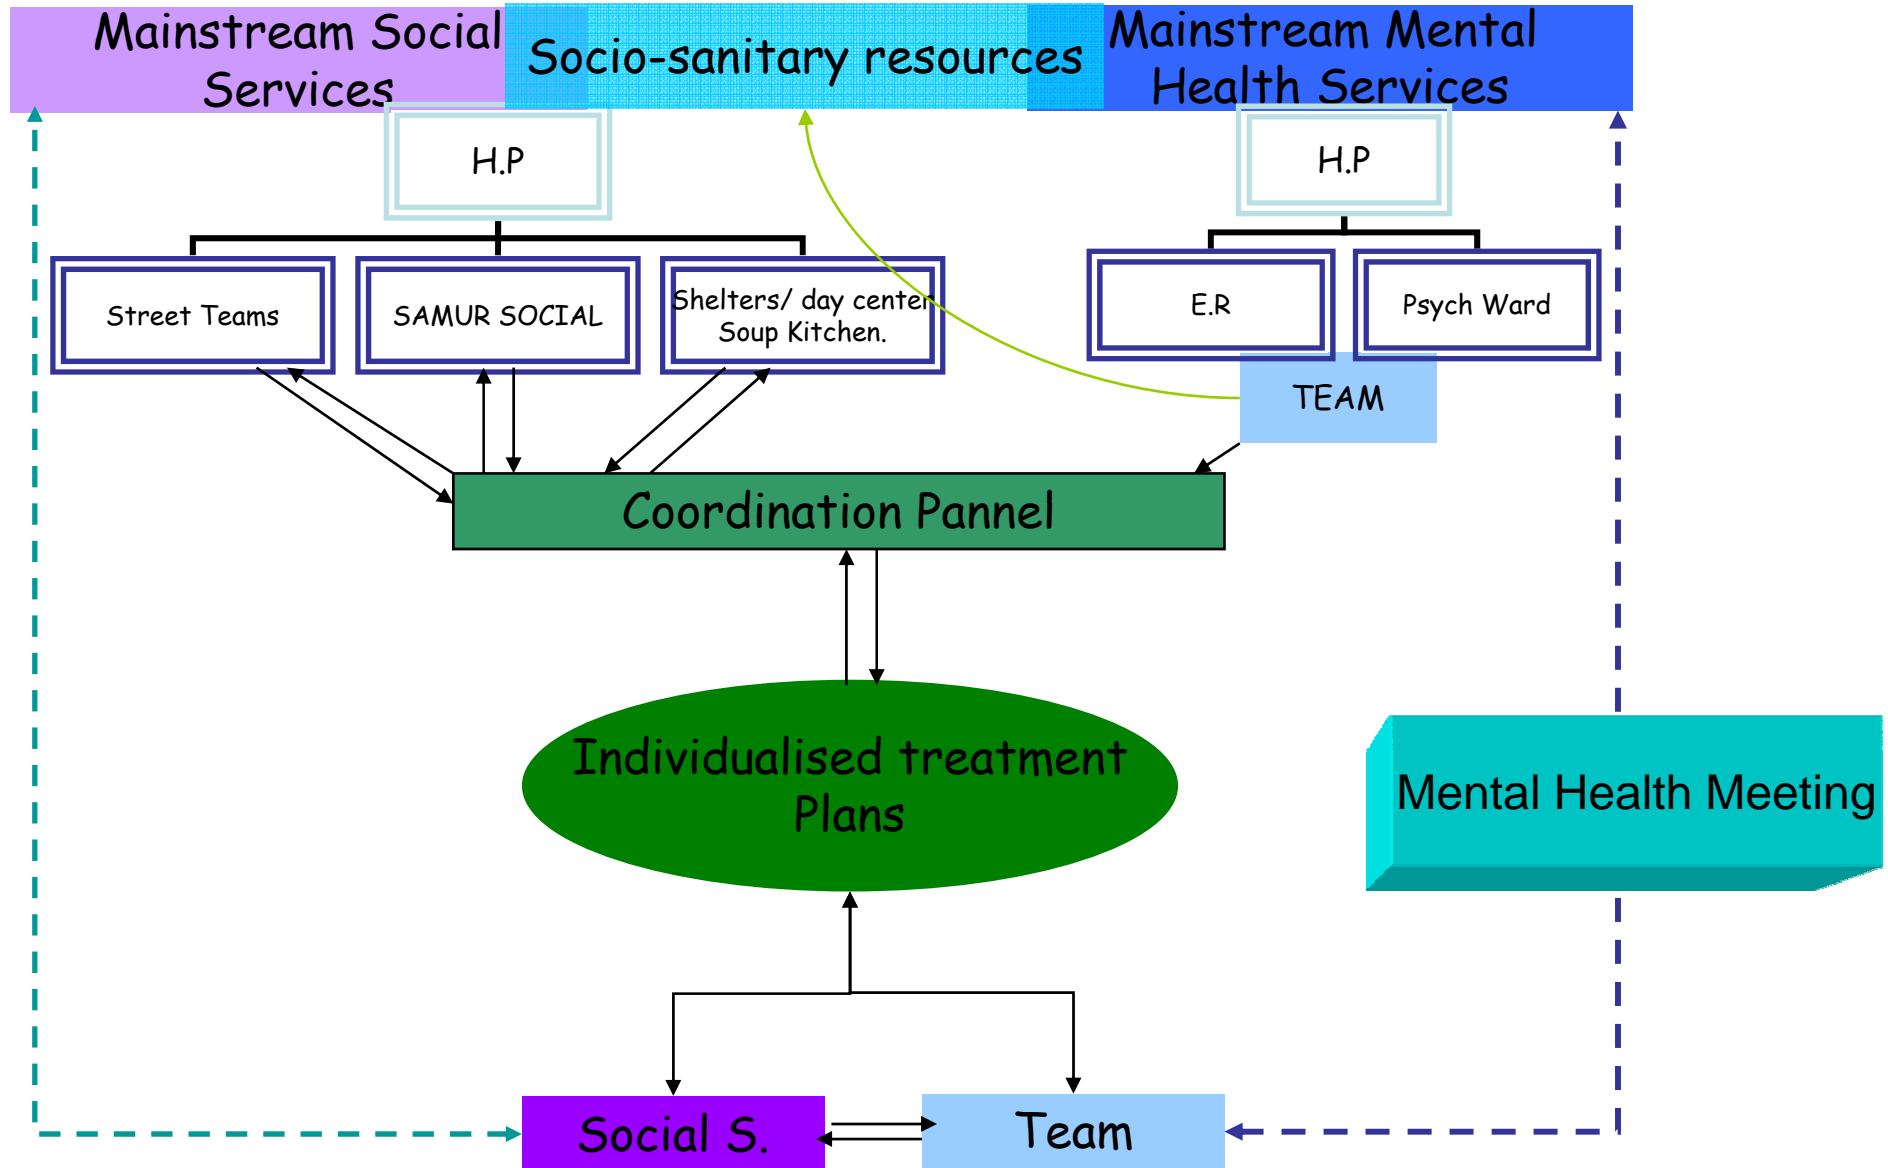 Mainstream Social
Services
Socio-sanitary resources
Mainstream Mental
Health Services
H.P
H.P
Street Teams
SAMUR SOCIAL
Shelters/ day center
Soup Kitchen.
E.R
Psych Ward
TEAM
Coordination Pannel
Individualised treatment
Plans
Mental Health Meeting
Social S.
Team